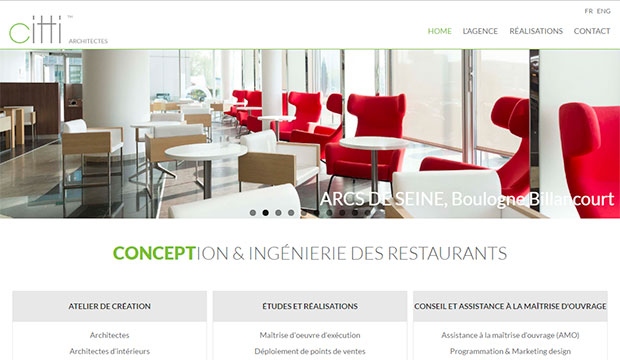 FR ENG
citti ™
ARCHITECTES
HOME L'AGENCE RÉALISATIONS CONTACT
ARCS DE SEINE, Boulogne Billancourt
CONCEPTION & INGÉNIERIE DES RESTAURANTS
ATELIER DE CRÉATION
Architectes
Architectes d'intérieurs
ÉTUDES ET RÉALISATIONS
Maîtrise d'oeuvre d'exécution
Déploiement de points de ventes
CONSEIL ET ASSISTANCE À LA MAÎTRISE D'OUVRAGE
Assistance à la maîtrise d'ouvrage (AMO)
Programmation & Marketing design